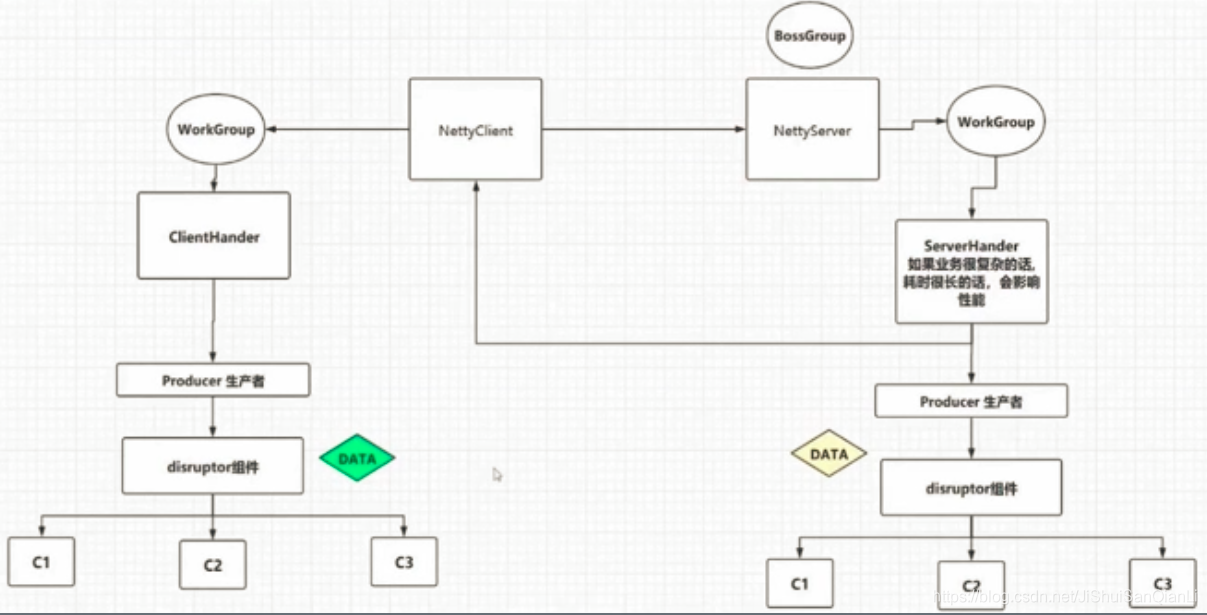 BossGroup
WorkGroup
NettyClient
NettyServer
WorkGroup
ClientHander
ServerHander
如果业务很复杂的话,
耗时很长的话，会影响
性能
Producer 生产者
Producer 生产者
DATA
DATA
disruptor组件
disruptor组件
C1
C2
C3
C1
C2
C3
https://blog.csdn.net/JiShuiSanQianLi